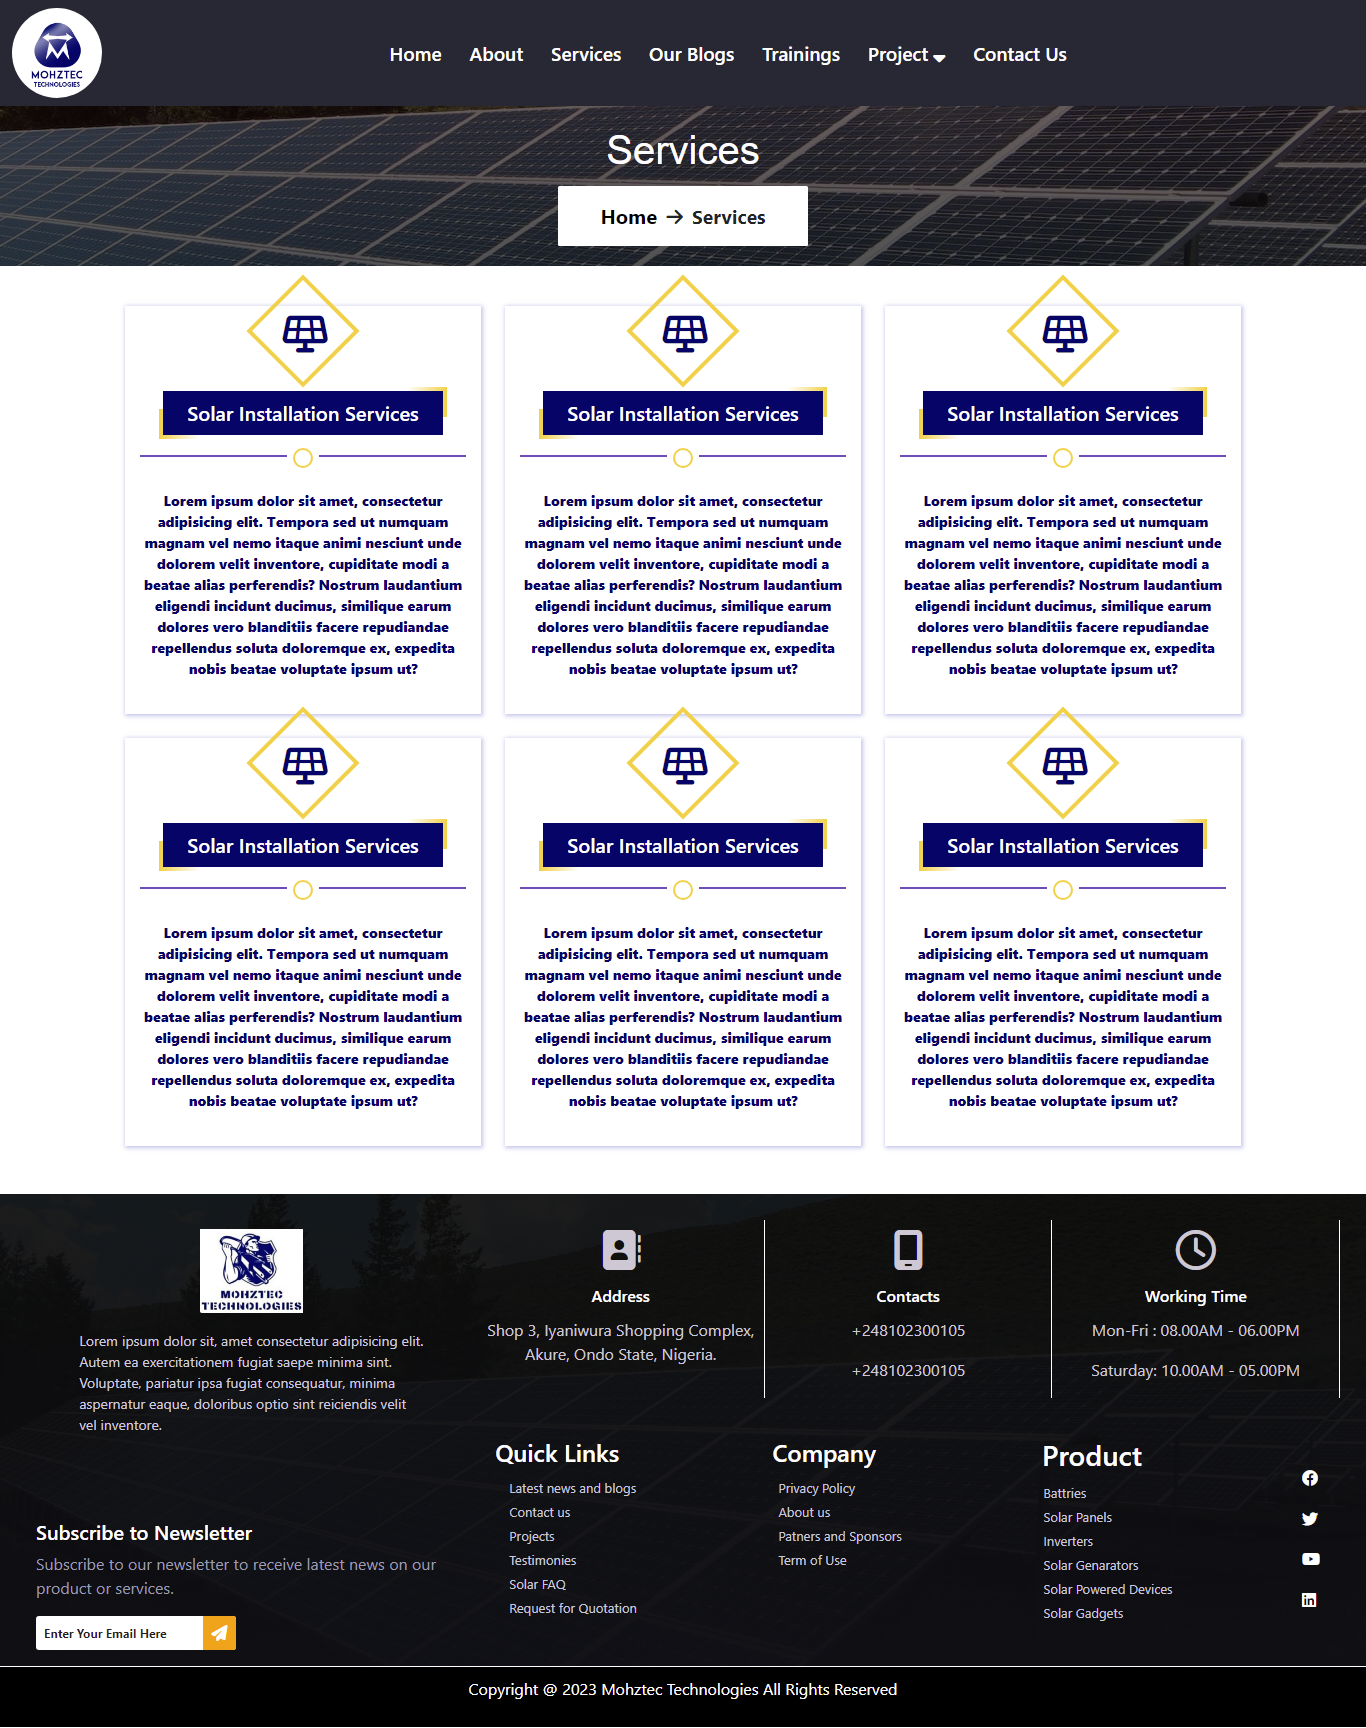 MOHZTEC
TECHNOLOGIES
Home About Services Our Blogs Trainings Project Contact Us
Services
Home → Services
Solar Installation Services
Lorem ipsum dolor sit amet, consectetur
adipisicing elit. Tempora sed ut numquam
magnam vel nemo itaque animi nesciunt unde
dolorem velit inventore, cupiditate modi a
beatae alias perferendis? Nostrum laudantium
eligendi incidunt ducimus, similique earum
dolores vero blanditiis facere repudiandae
repellendus soluta doloremque ex, expedita
nobis beatae voluptate ipsum ut?
Solar Installation Services
Lorem ipsum dolor sit amet, consectetur
adipisicing elit. Tempora sed ut numquam
magnam vel nemo itaque animi nesciunt unde
dolorem velit inventore, cupiditate modi a
beatae alias perferendis? Nostrum laudantium
eligendi incidunt ducimus, similique earum
dolores vero blanditiis facere repudiandae
repellendus soluta doloremque ex, expedita
nobis beatae voluptate ipsum ut?
Solar Installation Services
Lorem ipsum dolor sit amet, consectetur
adipisicing elit. Tempora sed ut numquam
magnam vel nemo itaque animi nesciunt unde
dolorem velit inventore, cupiditate modi a
beatae alias perferendis? Nostrum laudantium
eligendi incidunt ducimus, similique earum
dolores vero blanditiis facere repudiandae
repellendus soluta doloremque ex, expedita
nobis beatae voluptate ipsum ut?
Solar Installation Services
Lorem ipsum dolor sit amet, consectetur
adipisicing elit. Tempora sed ut numquam
magnam vel nemo itaque animi nesciunt unde
dolorem velit inventore, cupiditate modi a
beatae alias perferendis? Nostrum laudantium
eligendi incidunt ducimus, similique earum
dolores vero blanditiis facere repudiandae
repellendus soluta doloremque ex, expedita
nobis beatae voluptate ipsum ut?
Solar Installation Services
Lorem ipsum dolor sit amet, consectetur
adipisicing elit. Tempora sed ut numquam
magnam vel nemo itaque animi nesciunt unde
dolorem velit inventore, cupiditate modi a
beatae alias perferendis? Nostrum laudantium
eligendi incidunt ducimus, similique earum
dolores vero blanditiis facere repudiandae
repellendus soluta doloremque ex, expedita
nobis beatae voluptate ipsum ut?
Solar Installation Services
Lorem ipsum dolor sit amet, consectetur
adipisicing elit. Tempora sed ut numquam
magnam vel nemo itaque animi nesciunt unde
dolorem velit inventore, cupiditate modi a
beatae alias perferendis? Nostrum laudantium
eligendi incidunt ducimus, similique earum
dolores vero blanditiis facere repudiandae
repellendus soluta doloremque ex, expedita
nobis beatae voluptate ipsum ut?
MOHZTEC
TECHNOLOGIES
Lorem ipsum dolor sit, amet consectetur adipisicing elit.
Autem ea exercitationem fugiat saepe minima sint.
Voluptate, pariatur ipsa fugiat consequatur, minima
aspernatur eaque, doloribus optio sint reiciendis velit
vel inventore.
Address
Shop 3, Iyaniwura Shopping Complex,
Akure, Ondo State, Nigeria.
Contacts
+248102300105
+248102300105
Working Time
Mon-Fri : 08.00AM - 06.00PM
Saturday: 10.00AM - 05.00PM
Subscribe to Newsletter
Subscribe to our newsletter to receive latest news on our
product or services.
Enter Your Email Here
Quick Links
Latest news and blogs
Contact us
Projects
Testimonies
Solar FAQ
Request for Quotation
Company
Privacy Policy
About us
Patners and Sponsors
Term of Use
Product
Battries
Solar Panels
Inverters
Solar Genarators
Solar Powered Devices
Solar Gadgets
Copyright @ 2023 Mohztec Technologies All Rights Reserved